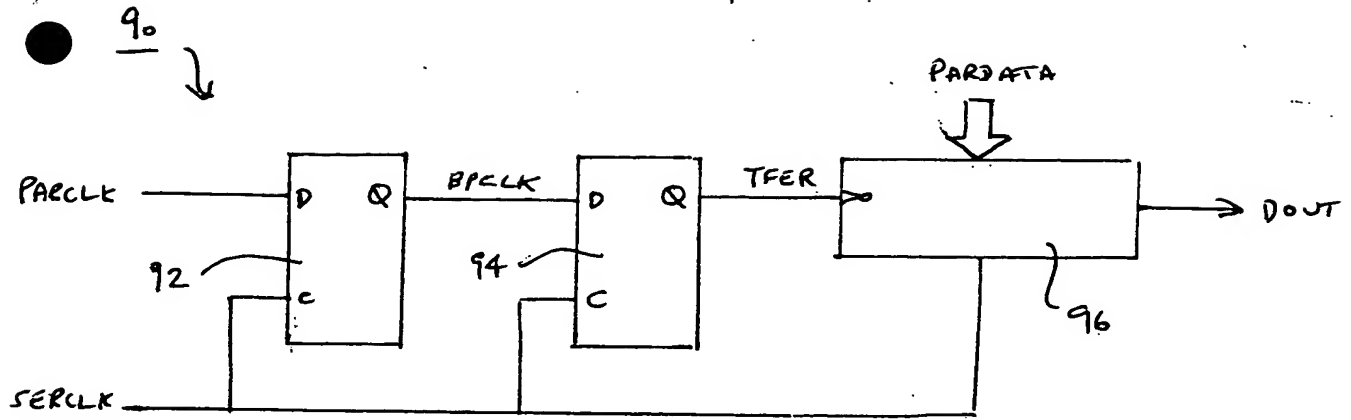 90
PARDATA
PARCLK
D
Q
BPCLK
D
Q
TFER
DOUT
92
94
C
C
96
SERCLK